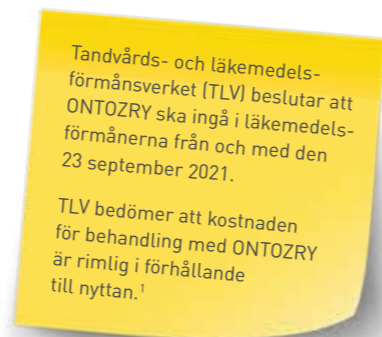 Tandvårds- och läkemedels-
förmånsverket (TLV) beslutar att
ONTOZRY ska ingå i läkemedels-
förmånerna från och med den
23 september 2021.
TLV bedömer att kostnaden
för behandling med ONTOZRY
är rimlig i förhållande
till nyttan.¹